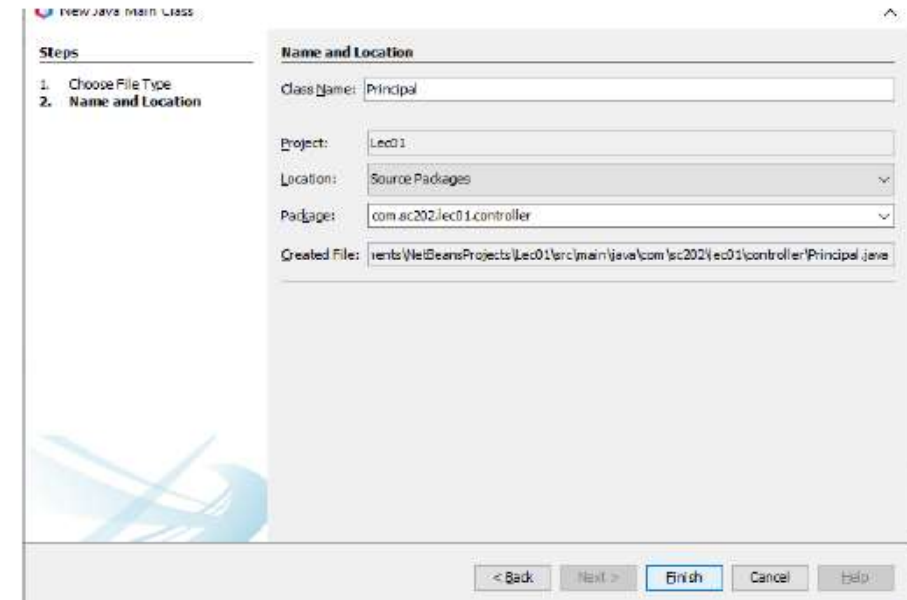 New Java Main Class
Steps
1. Choose File Type
2. Name and Location
Name and Location
Class Name: Principal
Project: Lec01
Location: Source Packages
Package: com.sc202.lec01.controller
Created File: nents\NetBeansProjects\Lec01\src\main\java\com\sc202\lec01\controller\Principal.java
< Back
Next >
Finish
Cancel
Help